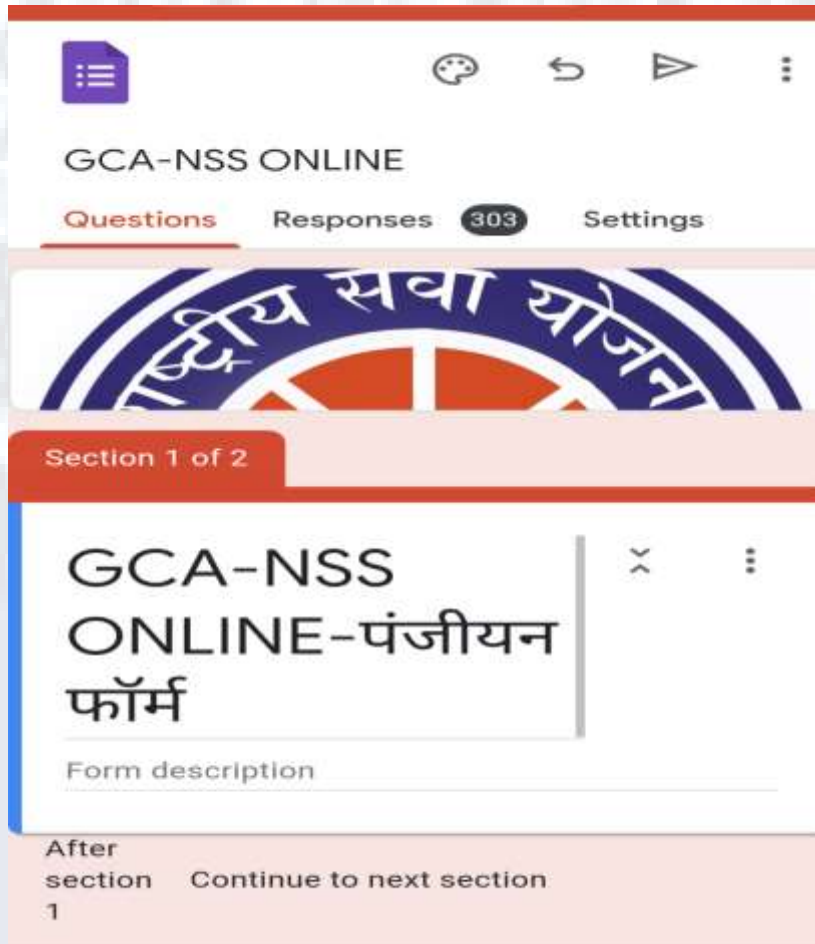 GCA-NSS ONLINE
Questions Responses 303 Settings
राष्ट्रीय सेवा योजना
Section 1 of 2
GCA-NSS
ONLINE-पंजीयन
फॉर्म
Form description
After
section Continue to next section
1